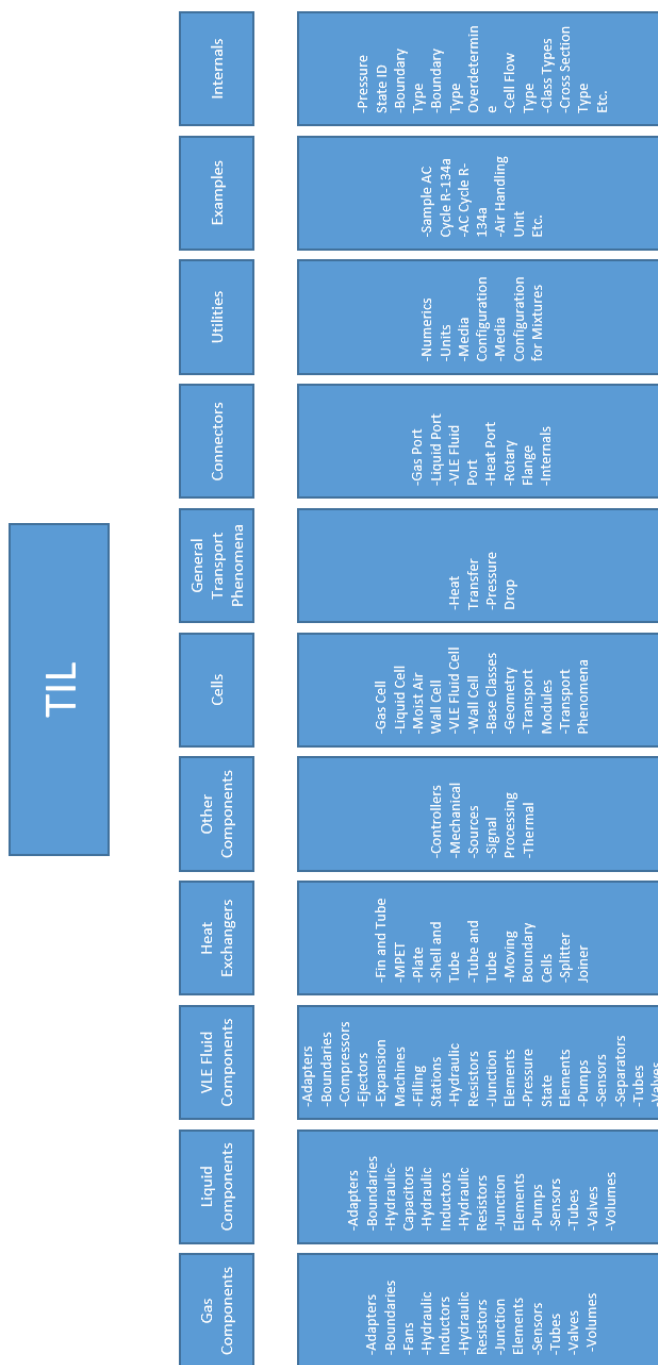 TIL
Gas
Components
Liquid
Components
VLE Fluid
Components
Heat
Exchangers
Other
Components
Cells
General
Transport
Phenomena
Connectors
Utilities
Examples
Internals
-Adapters
-Boundaries
-Fans
-Hydraulic
Inductors
-Hydraulic
Resistors
-Junction
Elements
-Sensors
-Tubes
-Valves
-Volumes
-Adapters
-Boundaries
-Hydraulic-
Capacitors
-Hydraulic
Inductors
-Hydraulic
Resistors
-Junction
Elements
-Pumps
-Sensors
-Tubes
-Valves
-Volumes
-Adapters
-Boundaries
-Compressors
-Ejectors
-Expansion
Machines
-Filling
Stations
-Hydraulic
Resistors
-Junction
Elements
-Pressure
State
Elements
-Pumps
-Sensors
-Separators
-Tubes
-Valves
-Fin and Tube
-MPET
-Plate
-Shell and
Tube
-Tube and
Tube
-Moving
Boundary
Cells
-Splitter
Joiner
-Controllers
-Mechanical
-Sources
-Signal
Processing
-Thermal
-Gas Cell
-Liquid Cell
-Moist Air
Wall Cell
-VLE Fluid Cell
-Wall Cell
-Base Classes
-Geometry
-Transport
Modules
-Transport
Phenomena
-Heat
Transfer
-Pressure
Drop
-Gas Port
-Liquid Port
-VLE Fluid
Port
-Heat Port
-Rotary
Flange
-Internals
-Numerics
-Units
-Media
Configuration
-Media
Configuration
for Mixtures
-Sample AC
Cycle R-134a
-AC Cycle R-
134a
-Air Handling
Unit
Etc.
-Pressure
State ID
-Boundary
Type
-Boundary
Type
Overdetermin
e
-Cell Flow
Type
-Class Types
-Cross Section
Type
Etc.